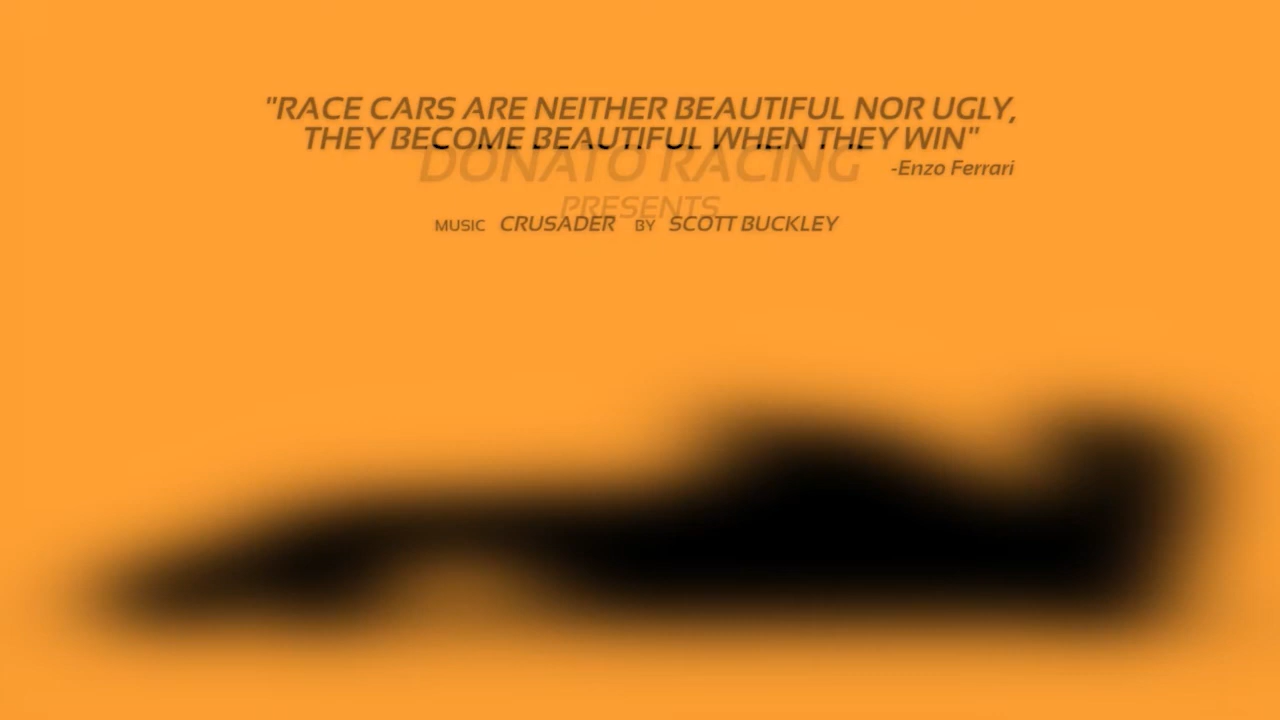 "RACE CARS ARE NEITHER BEAUTIFUL NOR UGLY,
THEY BECOME BEAUTIFUL WHEN THEY WIN"
DONATO RACING
-Enzo Ferrari
PRESENTS
MUSIC CRUSADER BY SCOTT BUCKLEY